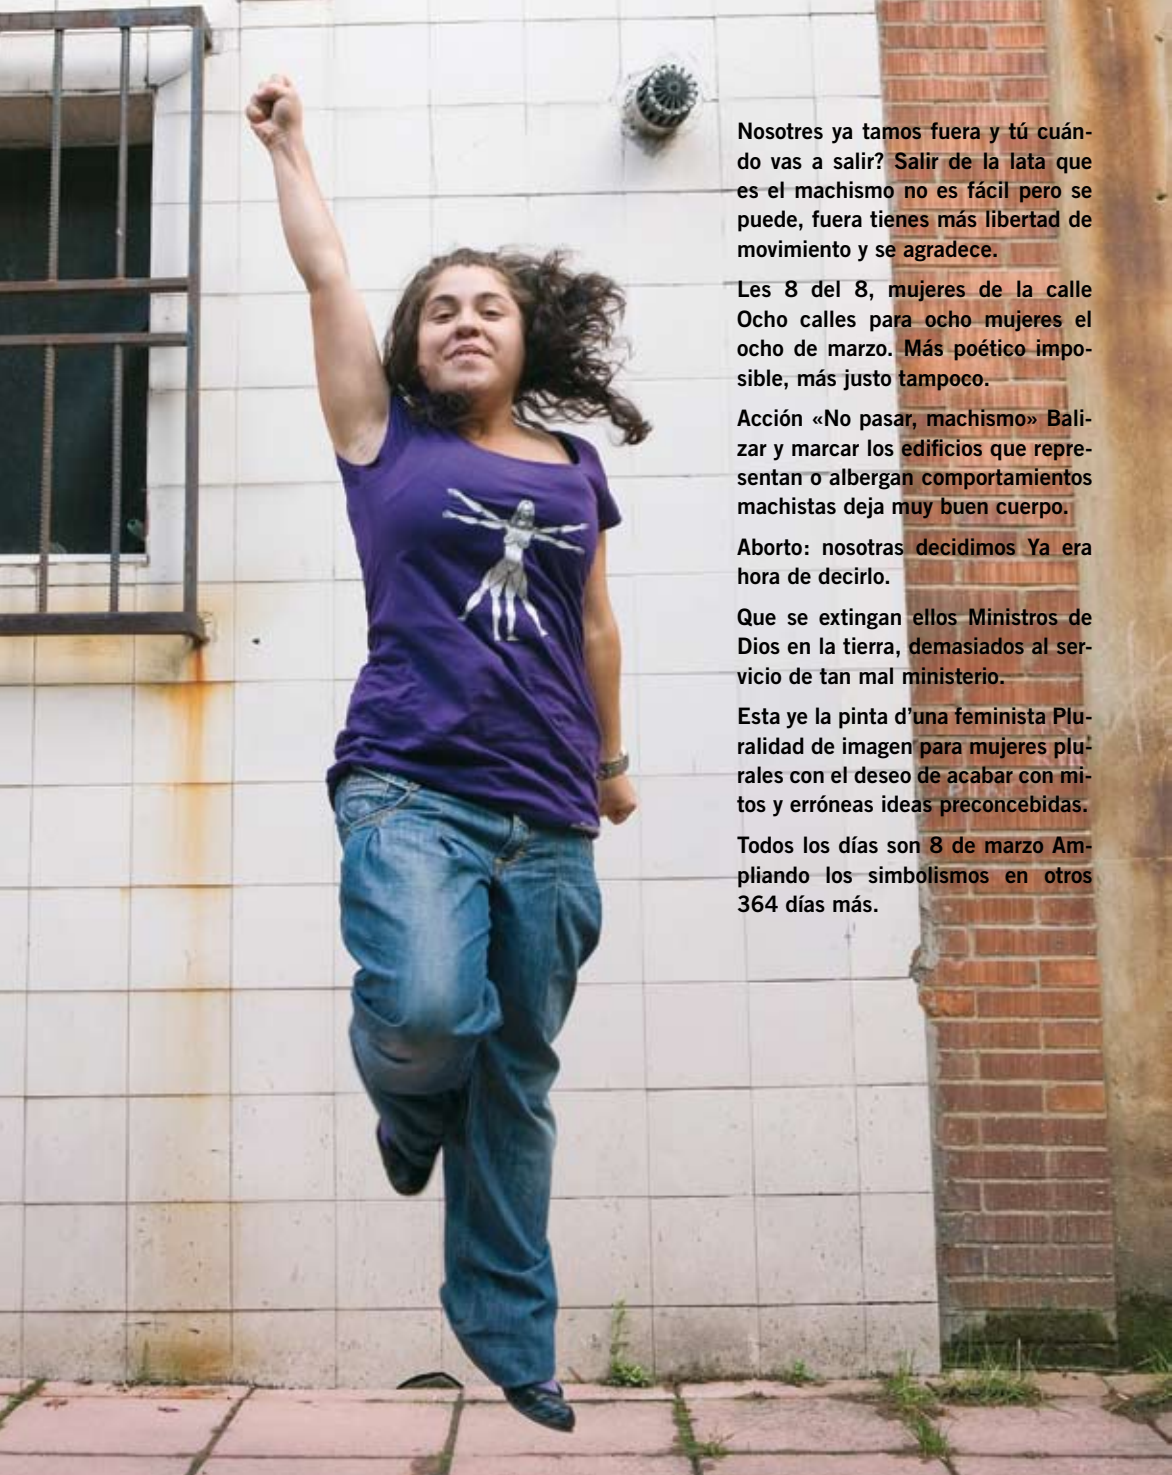 Nosotres ya tamos fuera y tú cuán-
do vas a salir? Salir de la lata que
es el machismo no es fácil pero se
puede, fuera tienes más libertad de
movimiento y se agradece.
Les 8 del 8, mujeres de la calle
Ocho calles para ocho mujeres el
ocho de marzo. Más poético impo-
sible, más justo tampoco.
Acción «No pasar, machismo» Bali-
zar y marcar los edificios que repre-
sentan o albergan comportamientos
machistas deja muy buen cuerpo.
Aborto: nosotras decidimos Ya era
hora de decirlo.
Que se extingan ellos Ministros de
Dios en la tierra, demasiados al ser-
vicio de tan mal ministerio.
Esta ye la pinta d'una feminista Plu-
ralidad de imagen para mujeres plu-
rales con el deseo de acabar con mi-
tos y erróneas ideas preconcebidas.
Todos los días son 8 de marzo Am-
pliando los simbolismos en otros
364 días más.